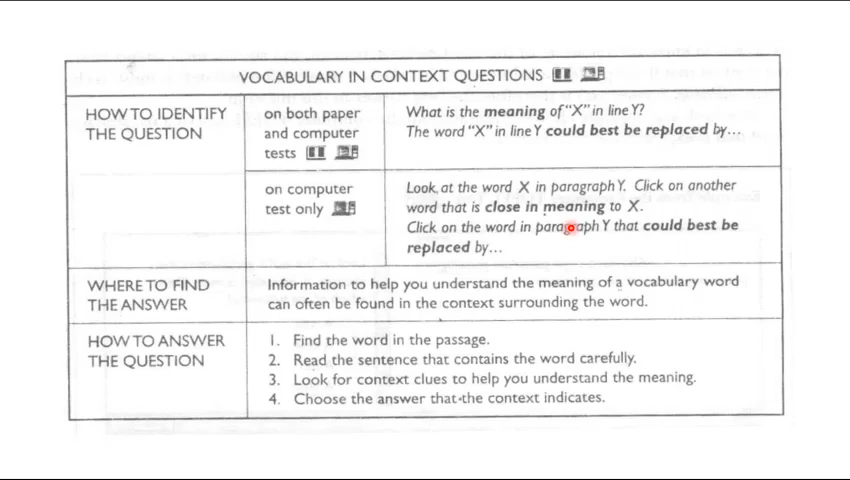 VOCABULARY IN CONTEXT QUESTIONS
HOW TO IDENTIFY
THE QUESTION
on both paper
and computer
tests
What is the meaning of "X" in line Y?
The word "X" in line Y could best be replaced by...
on computer
test only
Look at the word X in paragraph Y. Click on another
word that is close in meaning to X.
Click on the word in paragraph Y that could best be
replaced by...
WHERE TO FIND
THE ANSWER
Information to help you understand the meaning of a vocabulary word
can often be found in the context surrounding the word.
HOW TO ANSWER
THE QUESTION
1. Find the word in the passage.
2. Read the sentence that contains the word carefully.
3. Look for context clues to help you understand the meaning.
4. Choose the answer that the context indicates.